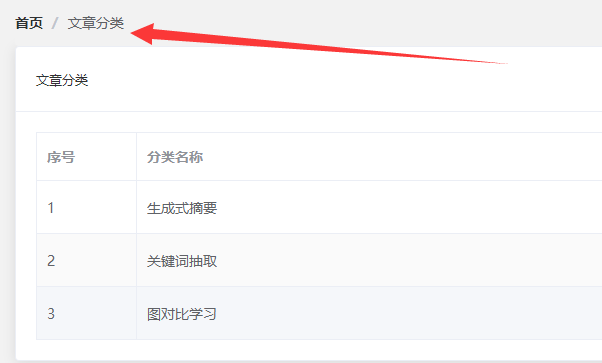 首页 / 文章分类
文章分类
序号 分类名称
1 生成式摘要
2 关键词抽取
3 图对比学习